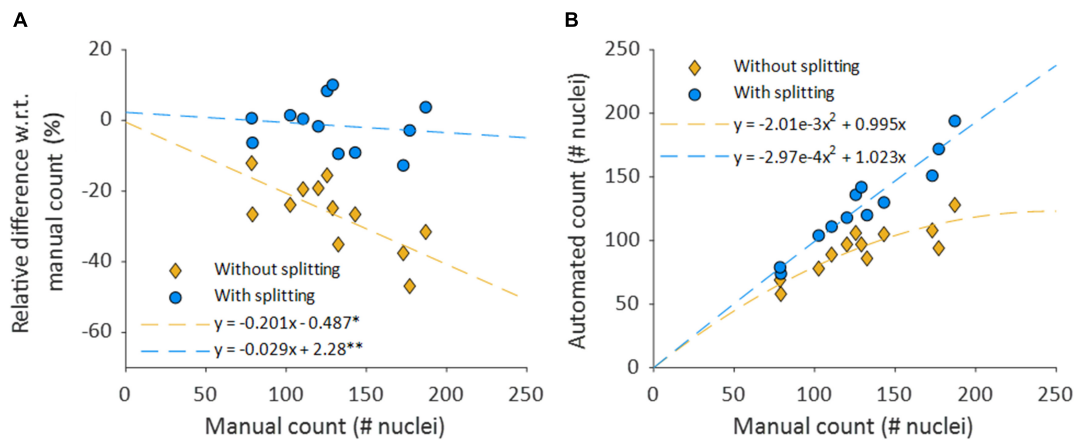 A
Relative difference w.r.t.
manual count (%)
20
0
-20
-40
-60
Without splitting
With splitting
y = -0.201x - 0.487*
y = -0.029x + 2.28**
0 50 100 150 200 250
Manual count (# nuclei)
B
Automated count (# nuclei)
250
200
150
100
50
0
Without splitting
With splitting
y = -2.01e-3x² + 0.995x
y = -2.97e-4x² + 1.023x
0 50 100 150 200 250
Manual count (# nuclei)